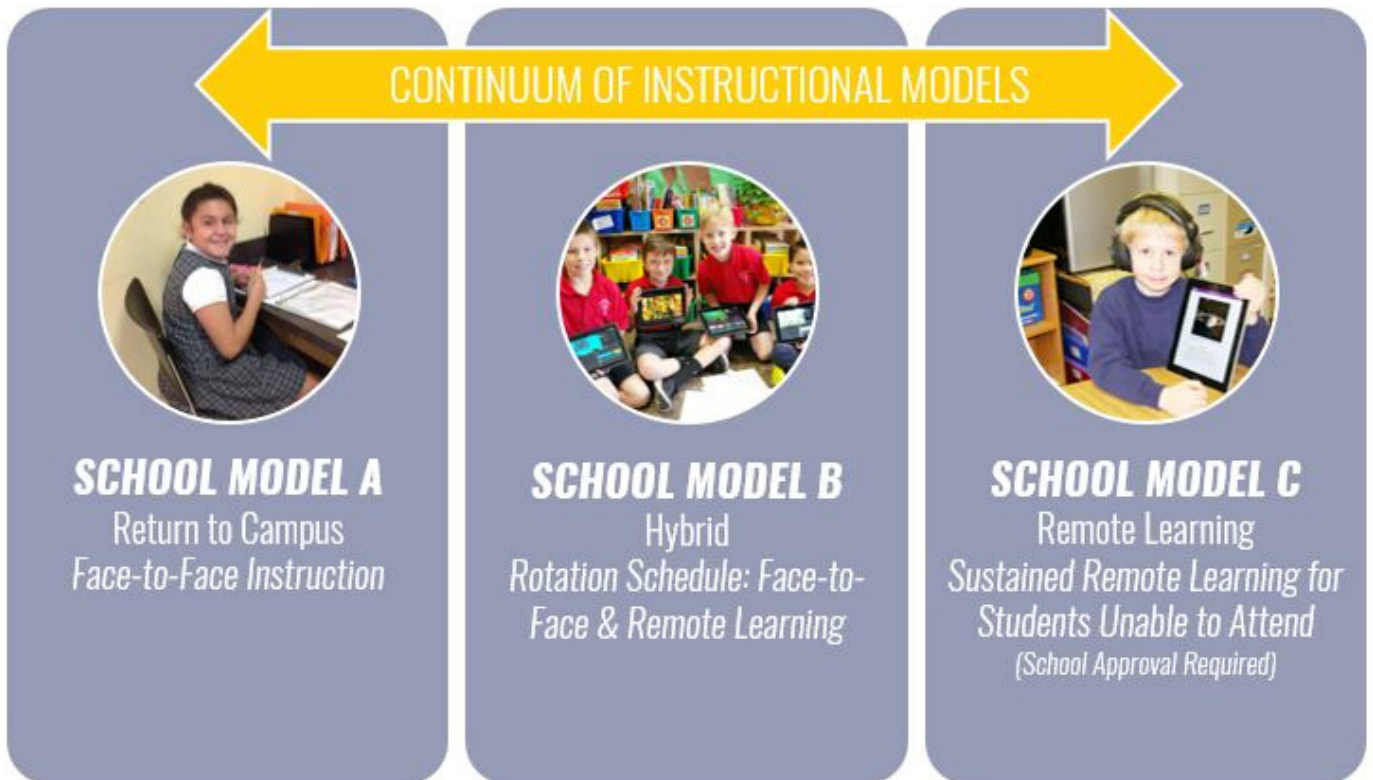 CONTINUUM OF INSTRUCTIONAL MODELS
SCHOOL MODEL A
Return to Campus
Face-to-Face Instruction
SCHOOL MODEL B
Hybrid
Rotation Schedule: Face-to-
Face & Remote Learning
SCHOOL MODEL C
Remote Learning
Sustained Remote Learning for
Students Unable to Attend
(School Approval Required)